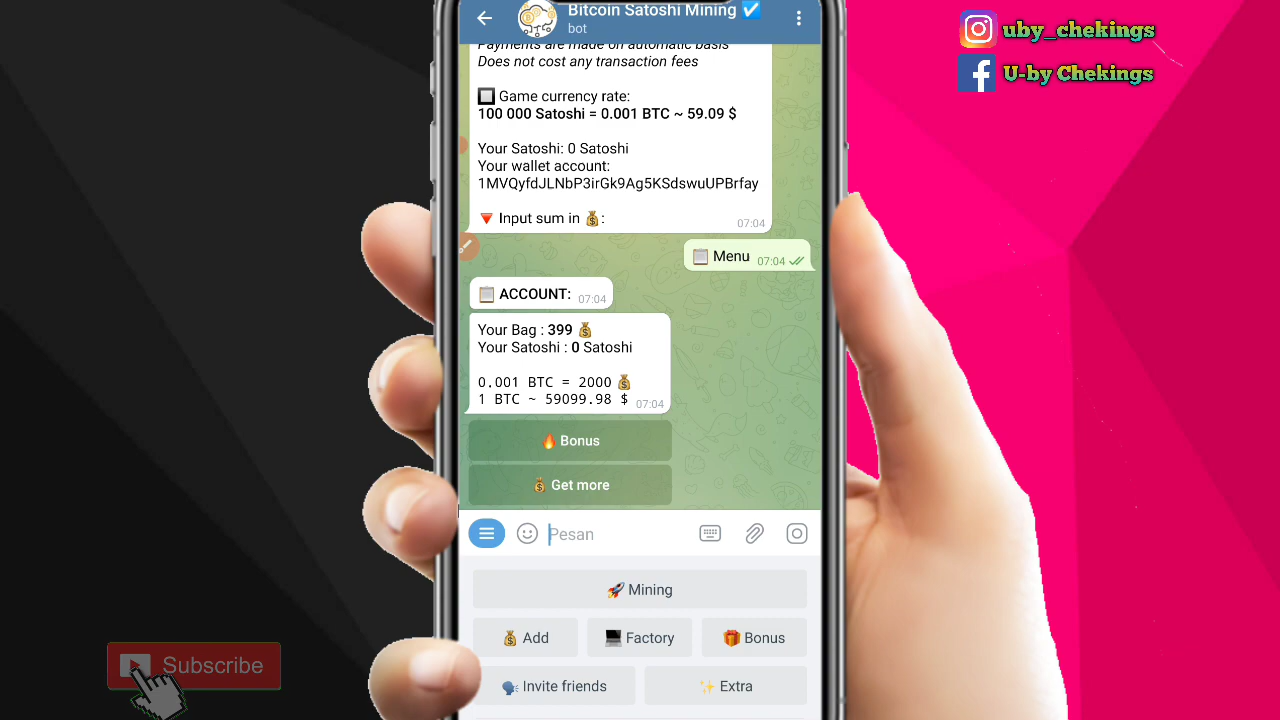 Bitcoin Satoshi Mining
bot
uby_chekings
U-by Chekings
Payments are made on automatic basis
Does not cost any transaction fees
Game currency rate:
100 000 Satoshi = 0.001 BTC ~ 59.09 $
Your Satoshi: 0 Satoshi
Your wallet account:
1MVQyfdJLNbP3irGk9Ag5KSdswuUPBrfay
Input sum in 💰:
07:04
Menu 07:04
ACCOUNT: 07:04
Your Bag : 399 💰
Your Satoshi : 0 Satoshi
0.001 BTC = 2000 💰
1 BTC ~ 59099.98 $ 07:04
🔥 Bonus
💰 Get more
Pesan
🚀 Mining
💰 Add
Factory
🎁 Bonus
Invite friends
✨ Extra
Subscribe